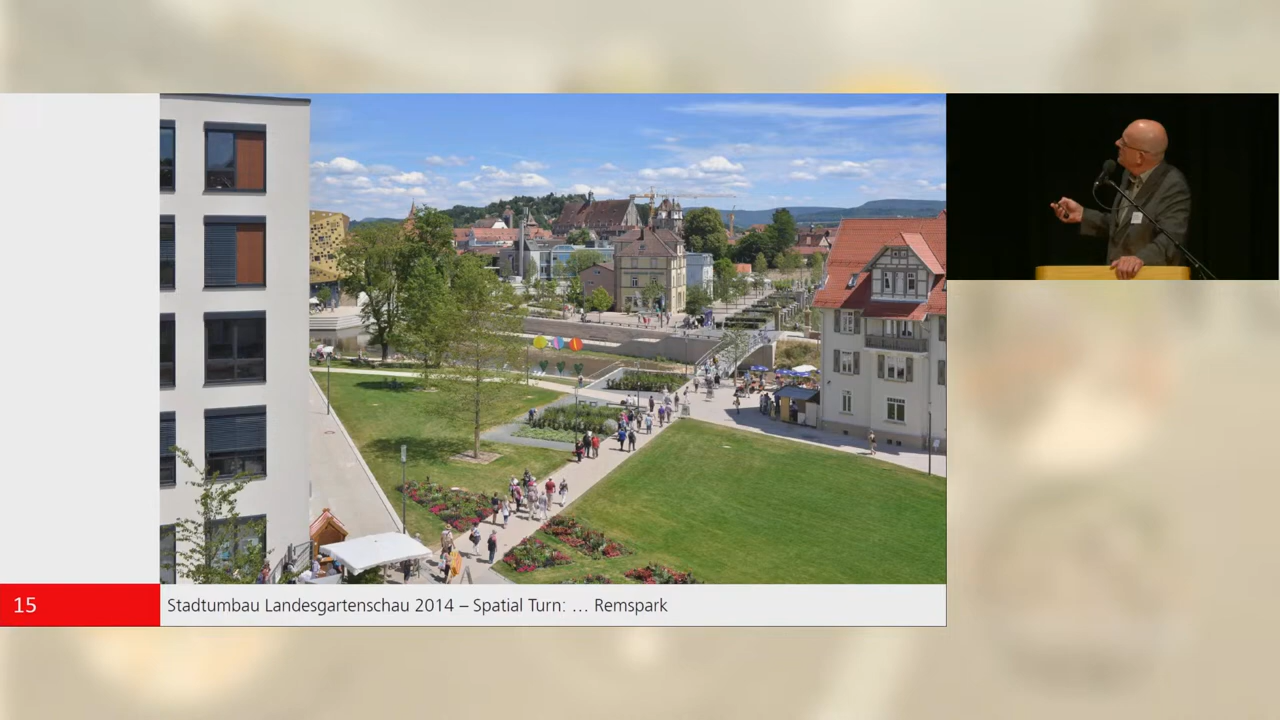 15
Stadtumbau Landesgartenschau 2014 – Spatial Turn: … Remspark